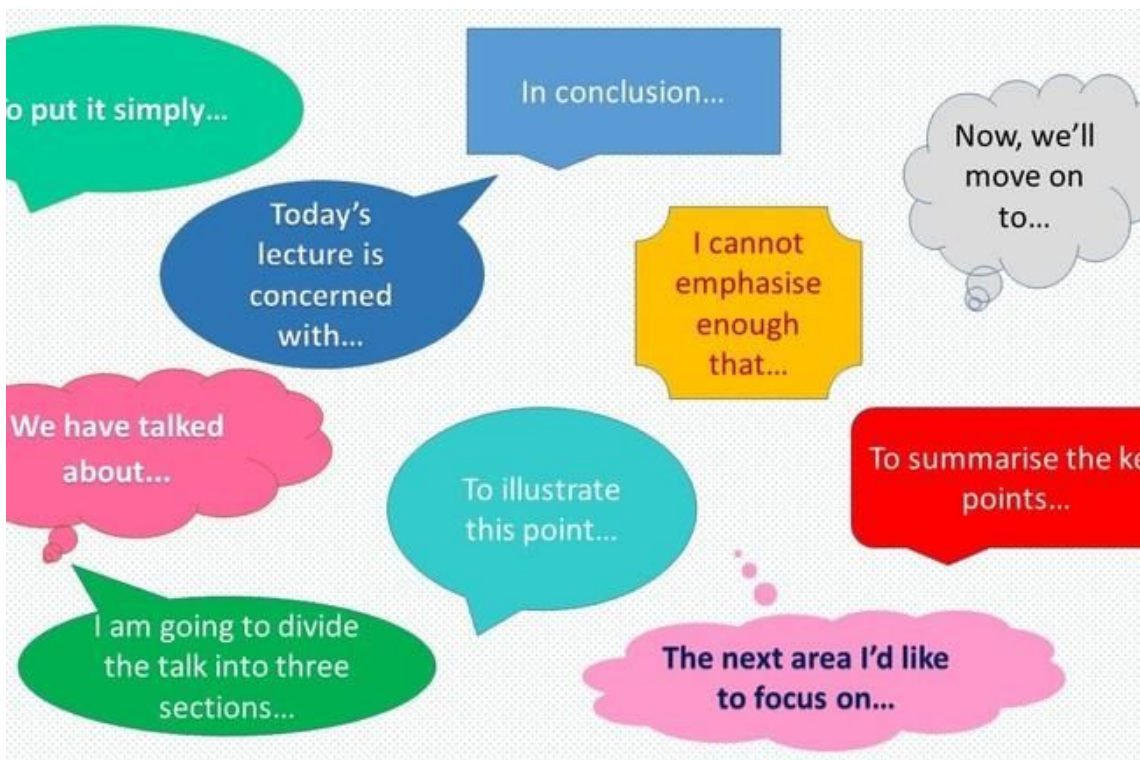 o put it simply...
In conclusion...
Now, we'll
move on
to...
Today's
lecture is
concerned
with...
I cannot
emphasise
enough
that...
We have talked
about...
To illustrate
this point...
To summarise the ke
points...
I am going to divide
the talk into three
sections...
The next area I'd like
to focus on...